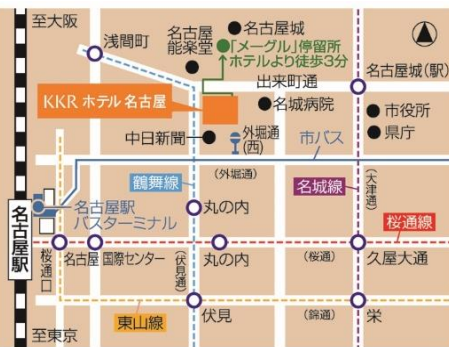 至大阪
浅間町
名古屋
能楽堂
名古屋城
「メーグル」停留所
ホテルより徒歩3分
出来町通
名古屋城(駅)
KKR ホテル 名古屋
名城病院
市役所
県庁
中日新聞
外堀通
(西)
市バス
鶴舞線
(外堀通)
名城線
(大津通)
名古屋駅
名古屋駅
バスターミナル
丸の内
桜通線
桜通口
名古屋
国際センター
(伏見通)
丸の内
(桜通)
久屋大通
東山線
伏見
(錦通)
栄
至東京